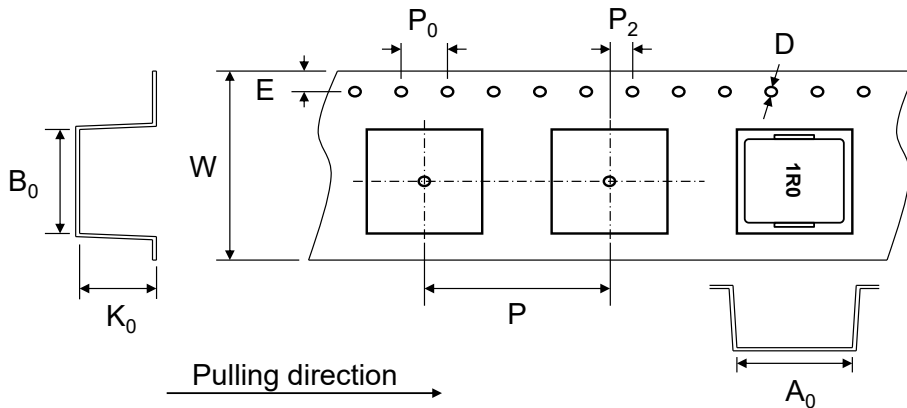 P0
P2
D
E
W
B0
1R0
K0
P
A0
Pulling direction